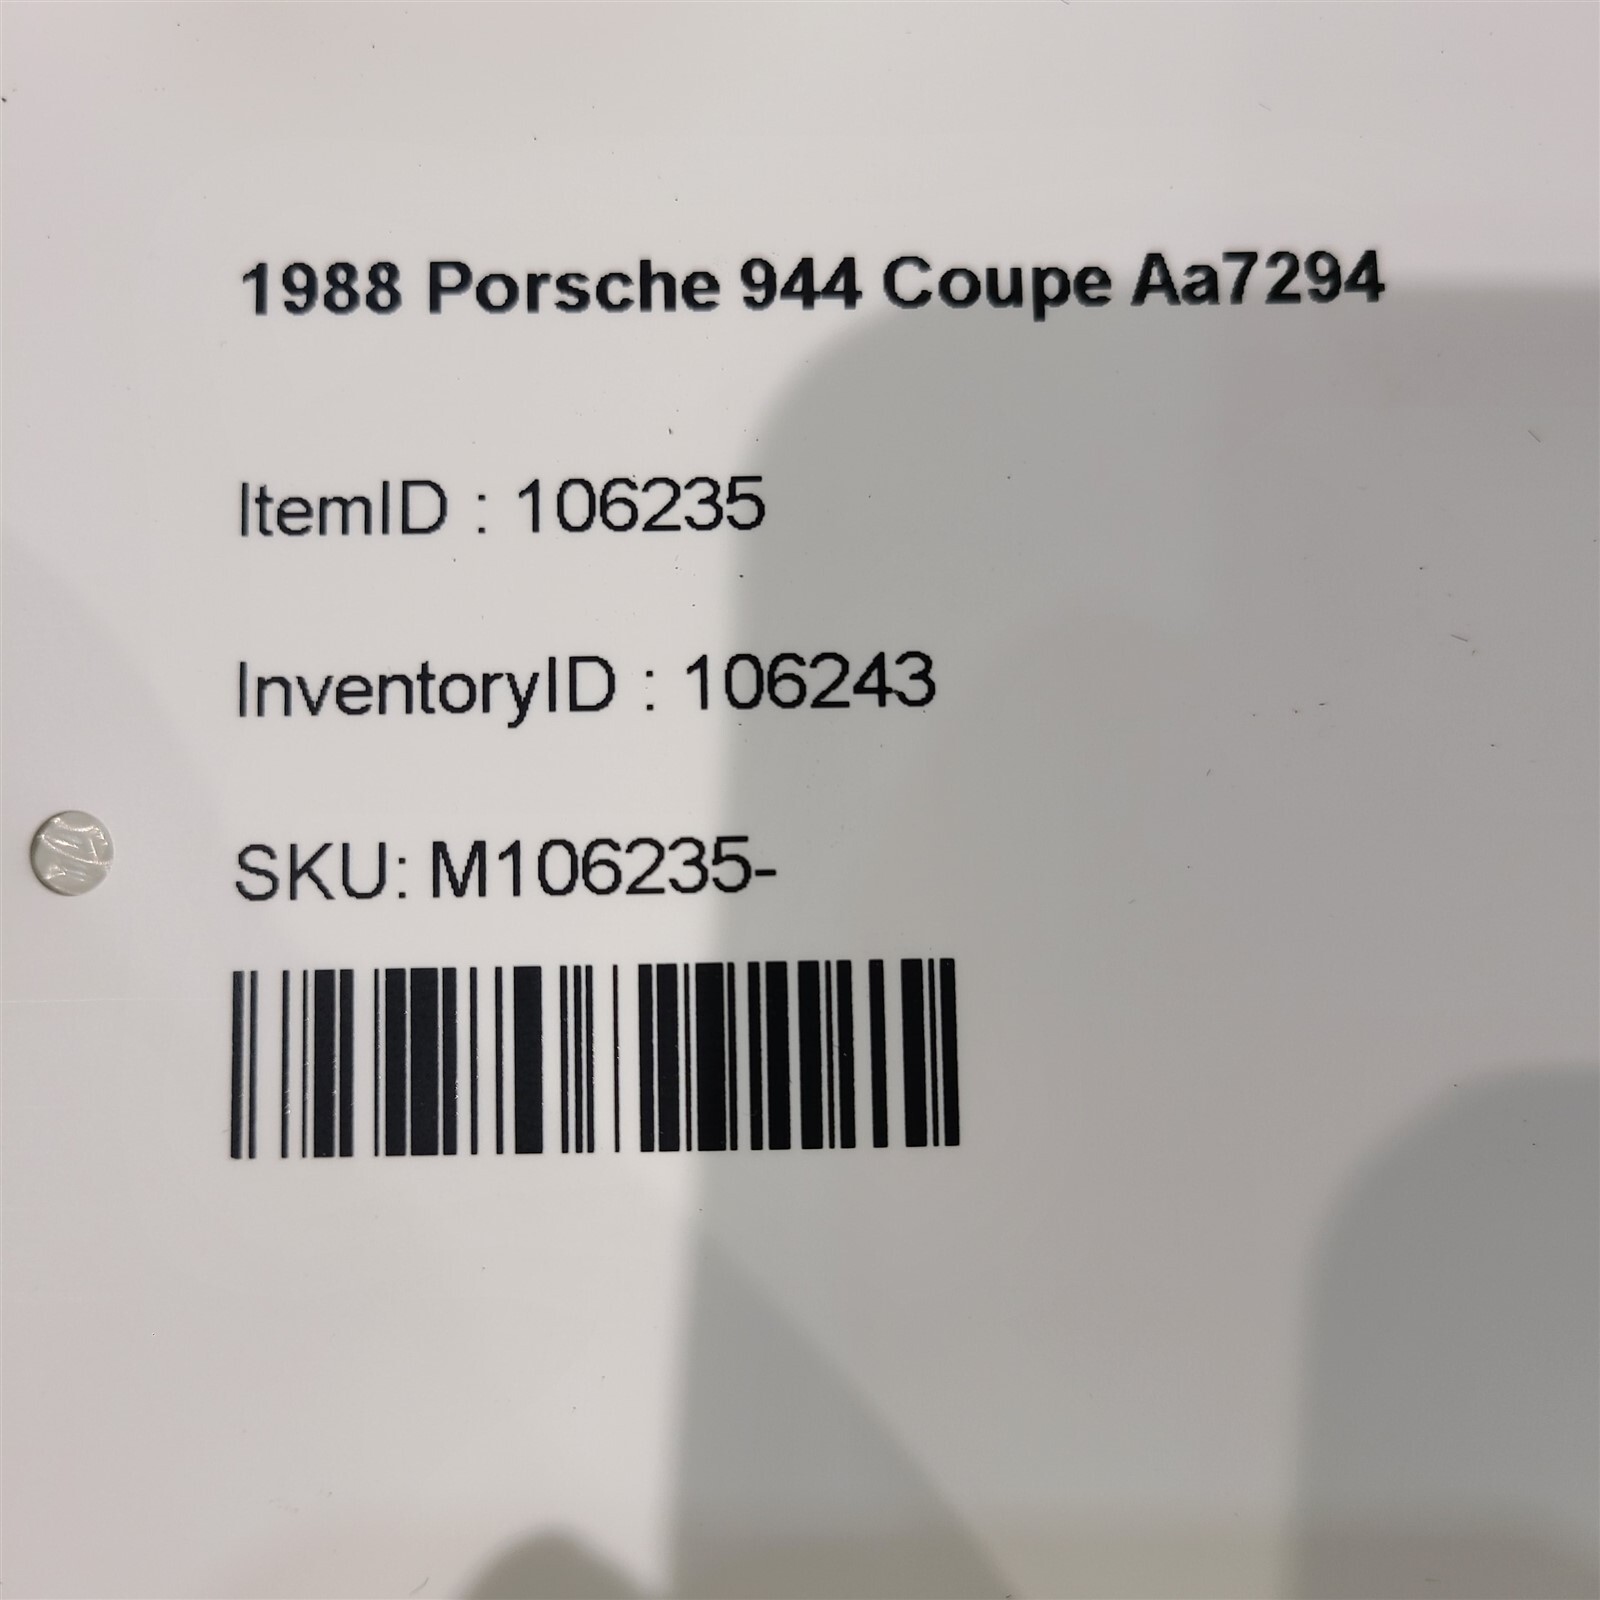 1988 Porsche 944 Coupe Aa7294
ItemID : 106235
InventoryID : 106243
SKU: M106235-